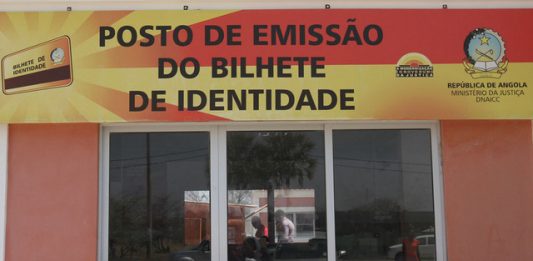 BILHETE DE
IDENTIDADE
POSTO DE EMISSÃO
DO BILHETE
DE IDENTIDADE
REPÚBLICA DE ANGOLA
MINISTÉRIO DA JUSTIÇA
DNAICC